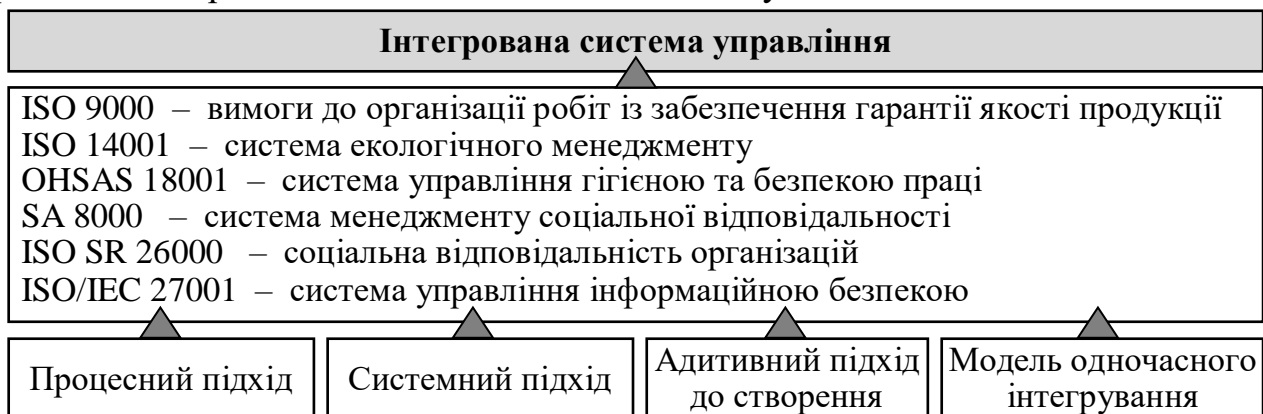 Інтегрована система управління
ISO 9000 – вимоги до організації робіт із забезпечення гарантії якості продукції
ISO 14001 – система екологічного менеджменту
OHSAS 18001 – система управління гігієною та безпекою праці
SA 8000 – система менеджменту соціальної відповідальності
ISO SR 26000 – соціальна відповідальність організацій
ISO/IEC 27001 – система управління інформаційною безпекою
Процесний підхід
Системний підхід
Адитивний підхід
до створення
Модель одночасного
інтегрування